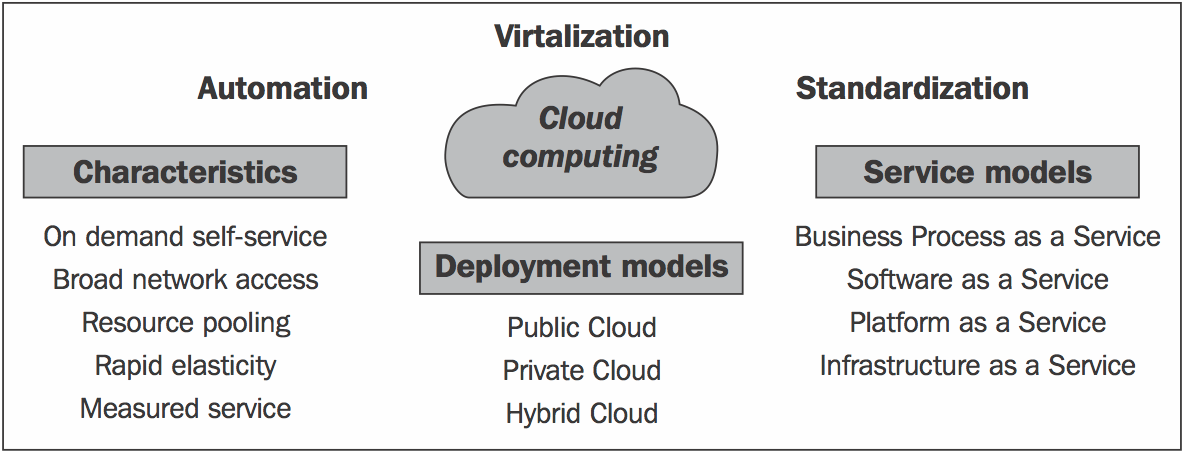 Virtalization
Automation
Standardization
Cloud
computing
Characteristics
On demand self-service
Broad network access
Resource pooling
Rapid elasticity
Measured service
Deployment models
Public Cloud
Private Cloud
Hybrid Cloud
Service models
Business Process as a Service
Software as a Service
Platform as a Service
Infrastructure as a Service